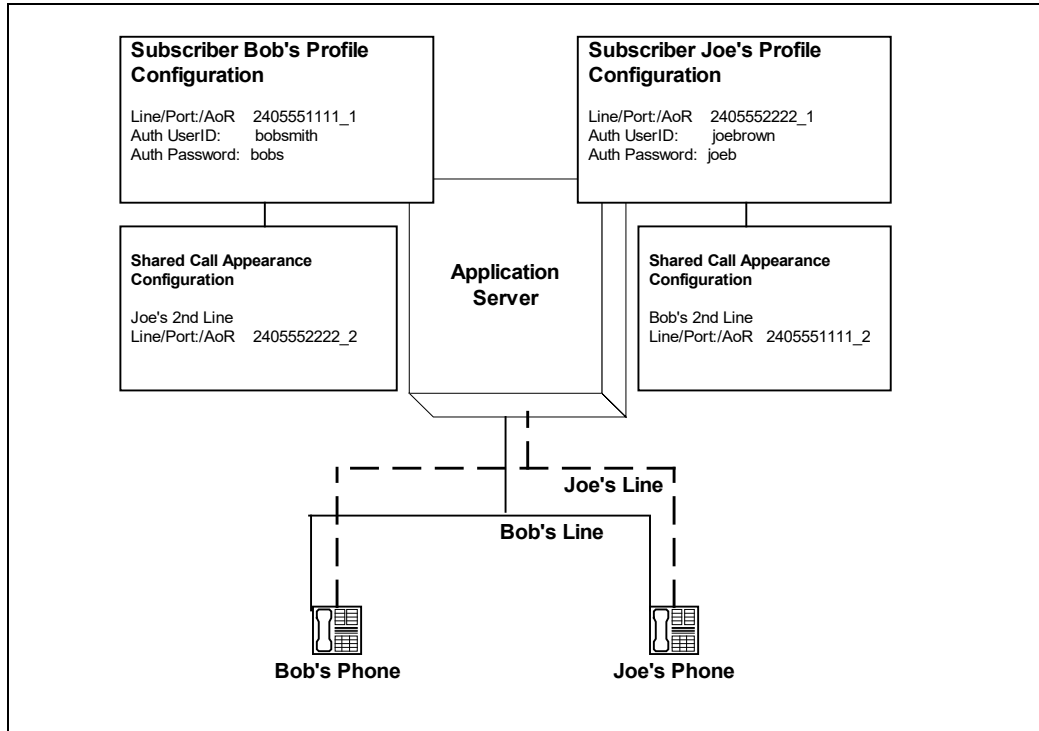 Subscriber Bob's Profile
Configuration
Line/Port:/AoR 2405551111_1
Auth UserID: bobsmith
Auth Password: bobs
Subscriber Joe's Profile
Configuration
Line/Port:/AoR 2405552222_1
Auth UserID: joebrown
Auth Password: joeb
Shared Call Appearance
Configuration
Joe's 2nd Line
Line/Port:/AoR 2405552222_2
Application
Server
Shared Call Appearance
Configuration
Bob's 2nd Line
Line/Port:/AoR 2405551111_2
Joe's Line
Bob's Line
Bob's Phone
Joe's Phone